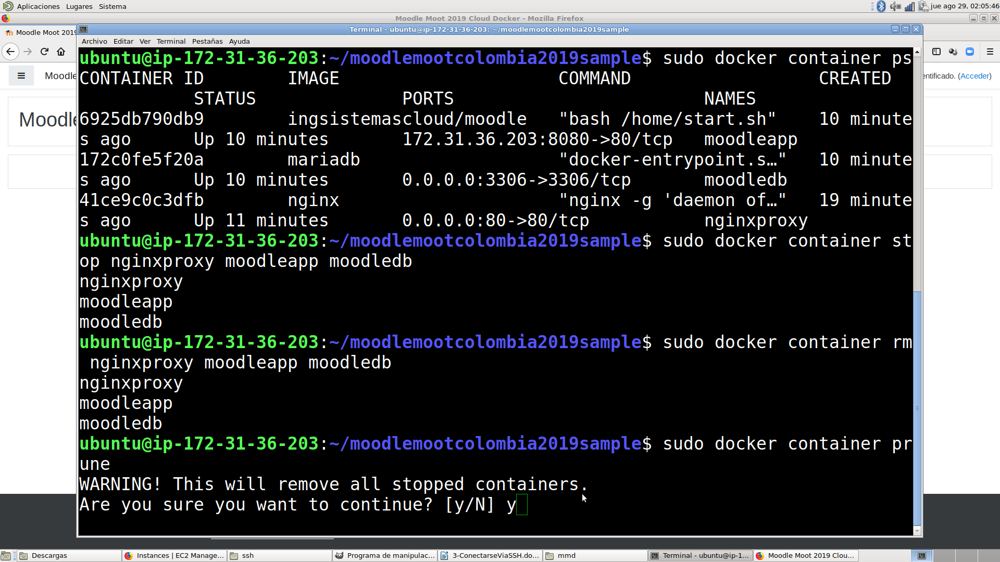 Aplicaciones Lugares Sistema
jue ago 29, 02:05:46
Moodle Moot 2019 Cloud Docker - Mozilla Firefox
Terminal - ubuntu@ip-172-31-36-203: ~/moodlemootcolombia2019sample
Moodle Moot 2019
Archivo Editar Ver Terminal Pestañas Ayuda
Moodle
entificado. (Acceder)
Moodle
ubuntu@ip-172-31-36-203:~/moodlemootcolombia2019sample$ sudo docker container ps
CONTAINER ID IMAGE COMMAND CREATED
STATUS PORTS NAMES
6925db790db9 ingsistemascloud/moodle "bash /home/start.sh" 10 minute
s ago Up 10 minutes 172.31.36.203:8080->80/tcp moodleapp
172c0fe5f20a mariadb "docker-entrypoint.s…" 10 minute
s ago Up 10 minutes 0.0.0.0:3306->3306/tcp moodledb
41ce9c0c3dfb nginx "nginx -g 'daemon of…" 19 minute
s ago Up 11 minutes 0.0.0.0:80->80/tcp nginxproxy
ubuntu@ip-172-31-36-203:~/moodlemootcolombia2019sample$ sudo docker container st
op nginxproxy moodleapp moodledb
nginxproxy
moodleapp
moodledb
ubuntu@ip-172-31-36-203:~/moodlemootcolombia2019sample$ sudo docker container rm
nginxproxy moodleapp moodledb
nginxproxy
moodleapp
moodledb
ubuntu@ip-172-31-36-203:~/moodlemootcolombia2019sample$ sudo docker container pr
une
WARNING! This will remove all stopped containers.
Are you sure you want to continue? [y/N] y
Descargas
Instances | EC2 Manage...
ssh
Programa de manipulac...
3-ConectarseViaSSH.do...
mmd
Terminal - ubuntu@ip-1...
Moodle Moot 2019 Clou...